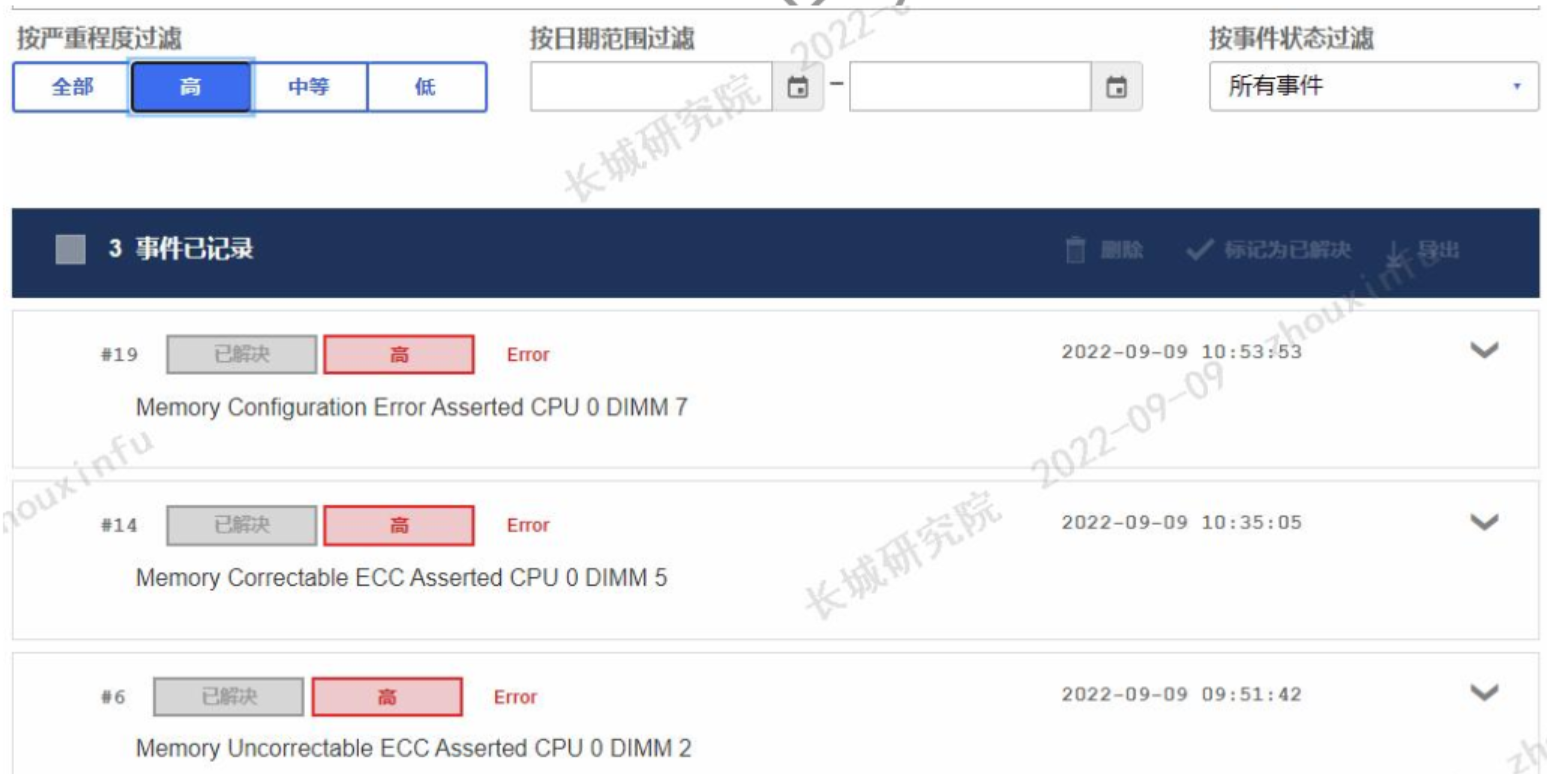 按严重程度过滤
按日期范围过滤
按事件状态过滤
全部 高 中等 低
–
所有事件
3 事件已记录
删除 标记为已解决 导出
#19 已解决 高 Error 2022-09-09 10:53:53
Memory Configuration Error Asserted CPU 0 DIMM 7
#14 已解决 高 Error 2022-09-09 10:35:05
Memory Correctable ECC Asserted CPU 0 DIMM 5
#6 已解决 高 Error 2022-09-09 09:51:42
Memory Uncorrectable ECC Asserted CPU 0 DIMM 2
长城研究院 2022-
zhouxinfu
长城研究院 2022-09-09 zhouxinfu